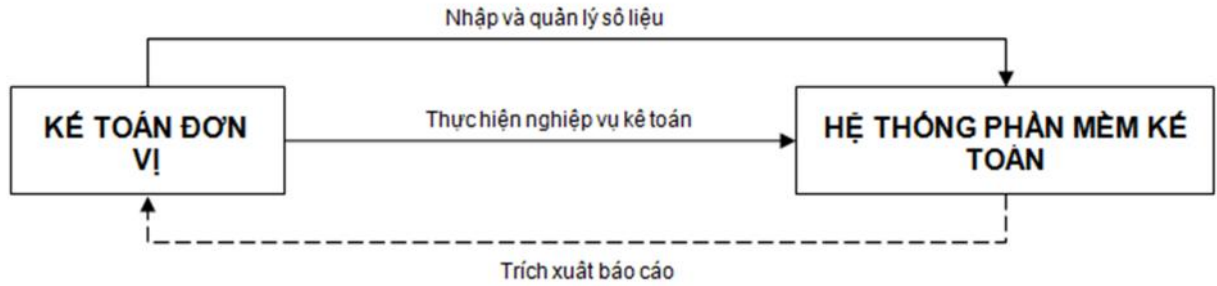 Nhập và quản lý số liệu
KẾ TOÁN ĐƠN
VỊ
Thực hiện nghiệp vụ kế toán
HỆ THỐNG PHẦN MỀM KẾ
TOÁN
Trích xuất báo cáo